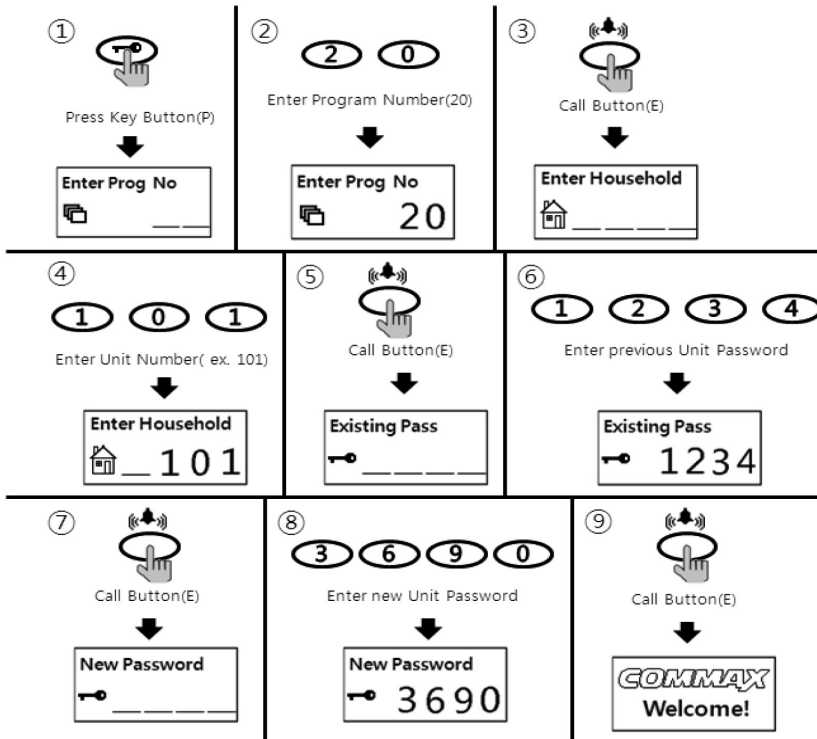 ①
Press Key Button(P)
Enter Prog No
_ _
②
2 0
Enter Program Number(20)
Enter Prog No
20
③
Call Button(E)
Enter Household
_ _ _ _
④
1 0 1
Enter Unit Number( ex. 101)
Enter Household
_ 1 0 1
⑤
Call Button(E)
Existing Pass
_ _ _ _
⑥
1 2 3 4
Enter previous Unit Password
Existing Pass
1234
⑦
Call Button(E)
New Password
_ _ _ _
⑧
3 6 9 0
Enter new Unit Password
New Password
3690
⑨
Call Button(E)
COMMAX
Welcome!